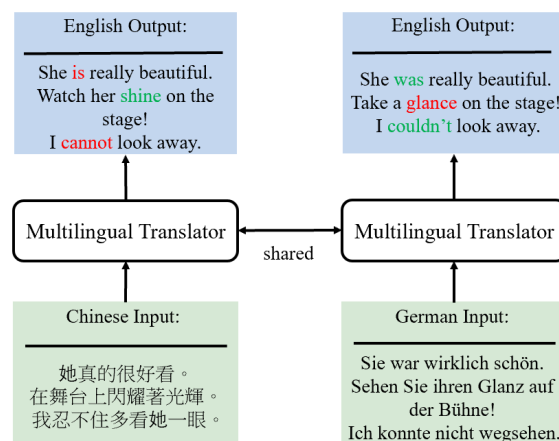 English Output:
She is really beautiful.
Watch her shine on the
stage!
I cannot look away.
English Output:
She was really beautiful.
Take a glance on the stage!
I couldn't look away.
Multilingual Translator
shared
Multilingual Translator
Chinese Input:
她真的很好看。
在舞台上閃耀著光輝。
我忍不住多看她一眼。
German Input:
Sie war wirklich schön.
Sehen Sie ihren Glanz auf
der Bühne!
Ich konnte nicht wegsehen.